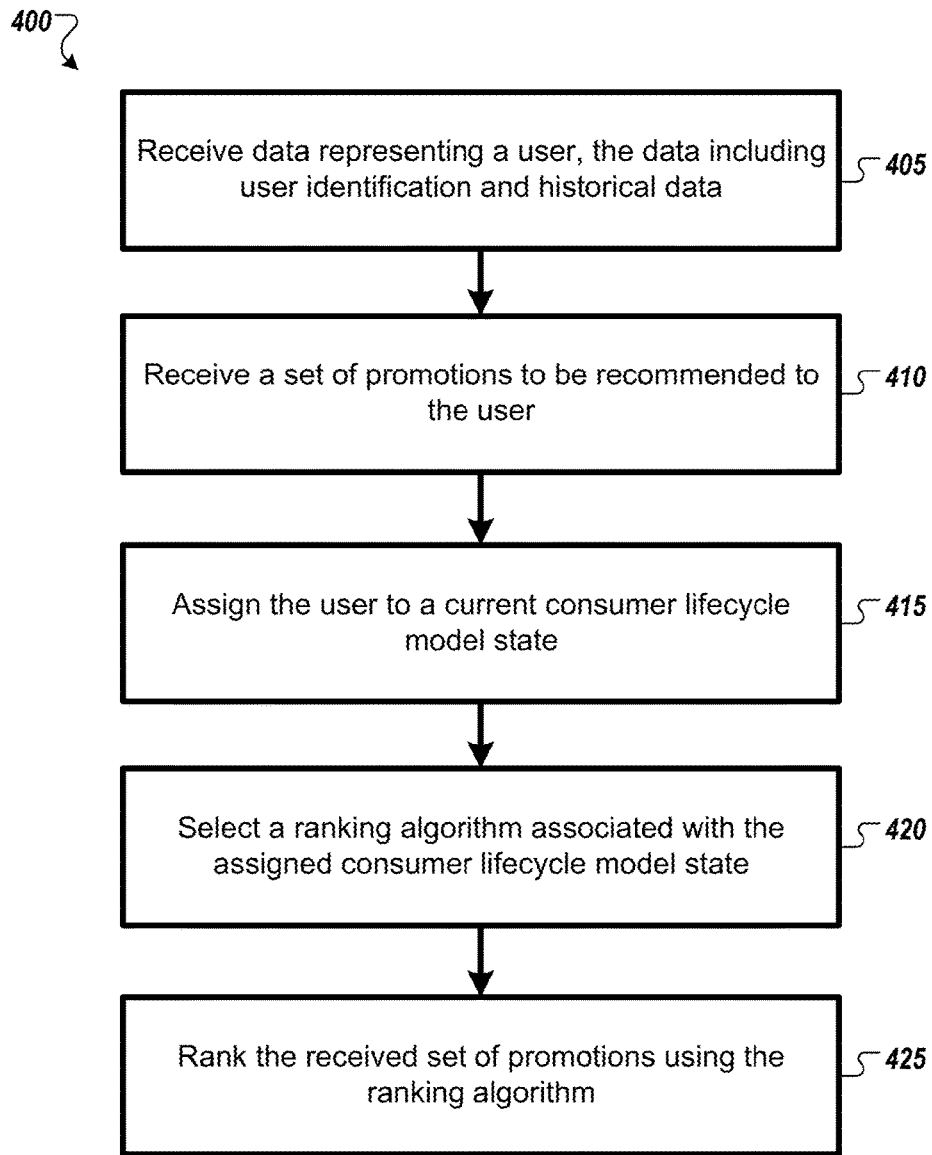 400
Receive data representing a user, the data including
user identification and historical data
405
Receive a set of promotions to be recommended to
the user
410
Assign the user to a current consumer lifecycle
model state
415
Select a ranking algorithm associated with the
assigned consumer lifecycle model state
420
Rank the received set of promotions using the
ranking algorithm
425